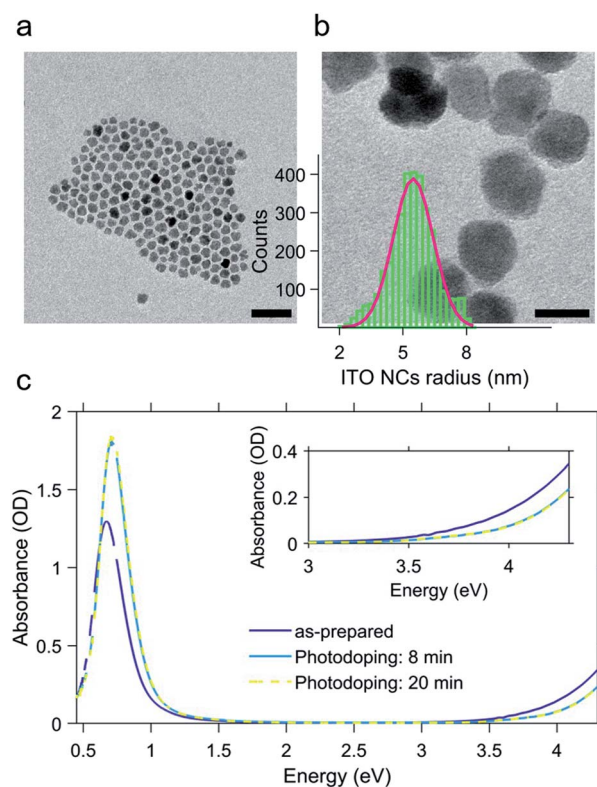 a
b
Counts
400
300
200
100
2 5 8
ITO NCs radius (nm)
c
Absorbance (OD)
2
1.5
1
0.5
0
0.5 1 1.5 2 2.5 3 3.5 4
Energy (eV)
Absorbance (OD)
0.4
0.2
0
3 3.5 4
Energy (eV)
as-prepared
Photodoping: 8 min
Photodoping: 20 min